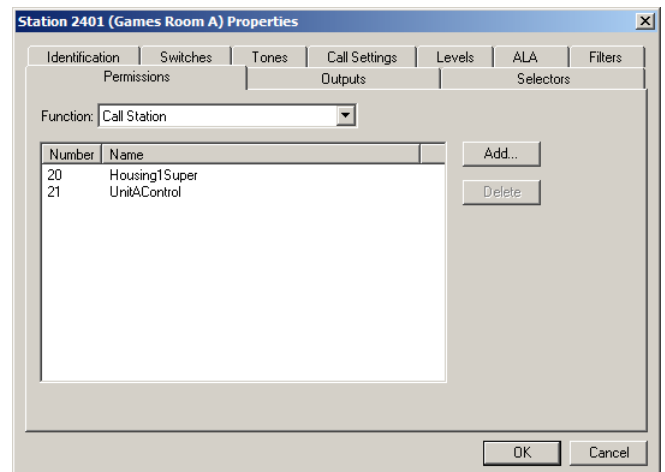 Station 2401 (Games Room A) Properties
Identification Switches Tones Call Settings Levels ALA Filters
Permissions Outputs Selectors
Function: Call Station
Number Name
Add...
20 Housing1Super
21 UnitAControl
Delete
OK Cancel